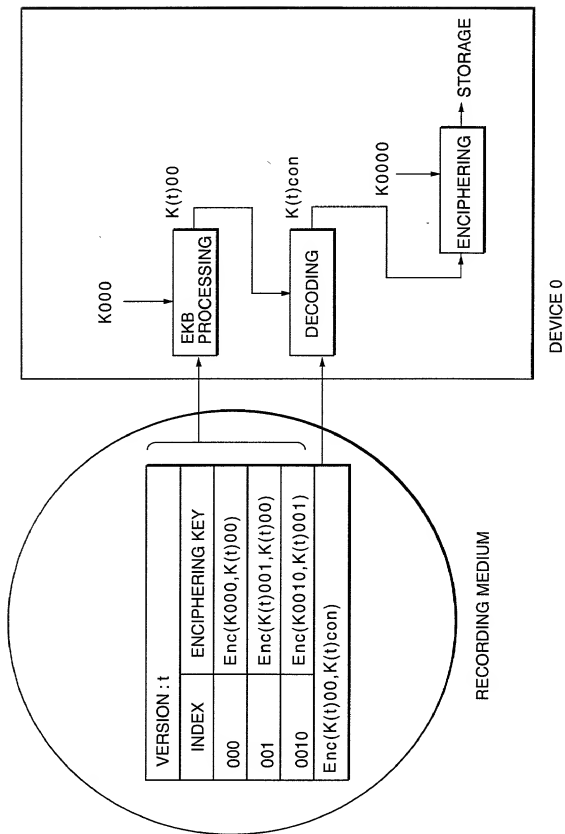 VERSION : t
INDEX ENCIPHERING KEY
000 Enc(K000,K(t)00)
001 Enc(K(t)001,K(t)00)
0010 Enc(K0010,K(t)001)
Enc(K(t)00,K(t)con)
RECORDING MEDIUM
K000
EKB
PROCESSING
K(t)00
DECODING
K(t)con
K0000
ENCIPHERING
STORAGE
DEVICE 0